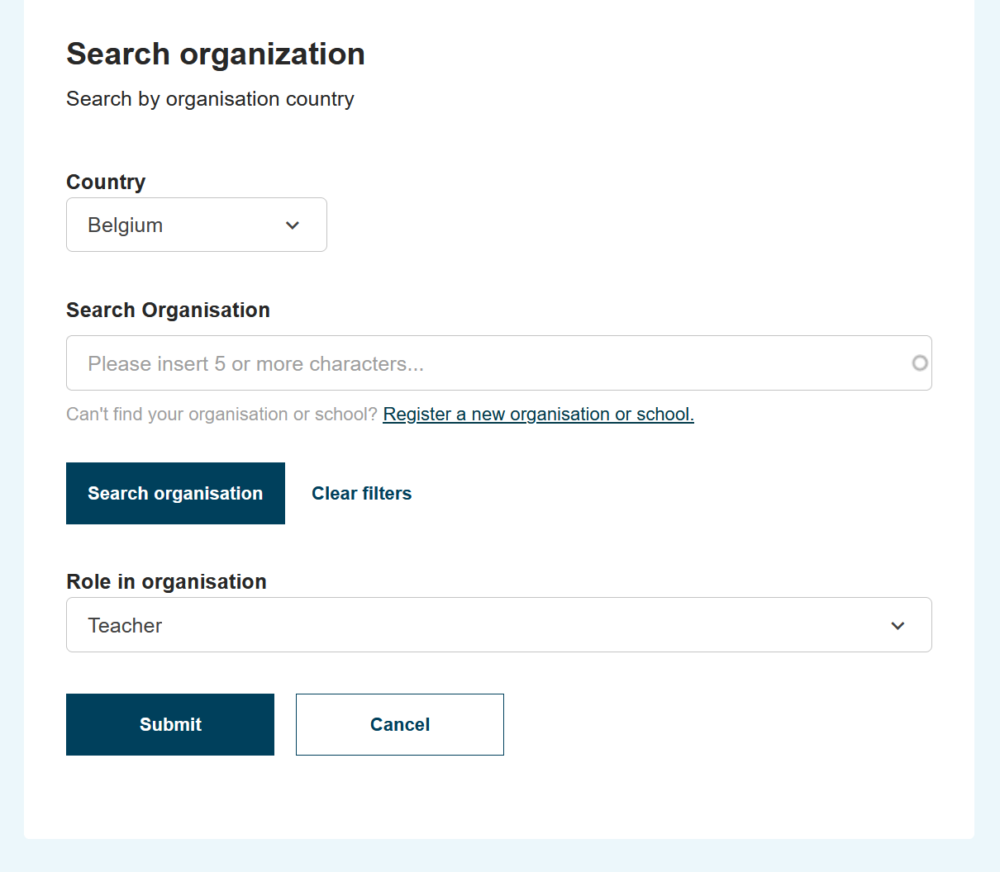 Search organization
Search by organisation country
Country
Belgium
Search Organisation
Please insert 5 or more characters...
Can't find your organisation or school? Register a new organisation or school.
Search organisation Clear filters
Role in organisation
Teacher
Submit Cancel